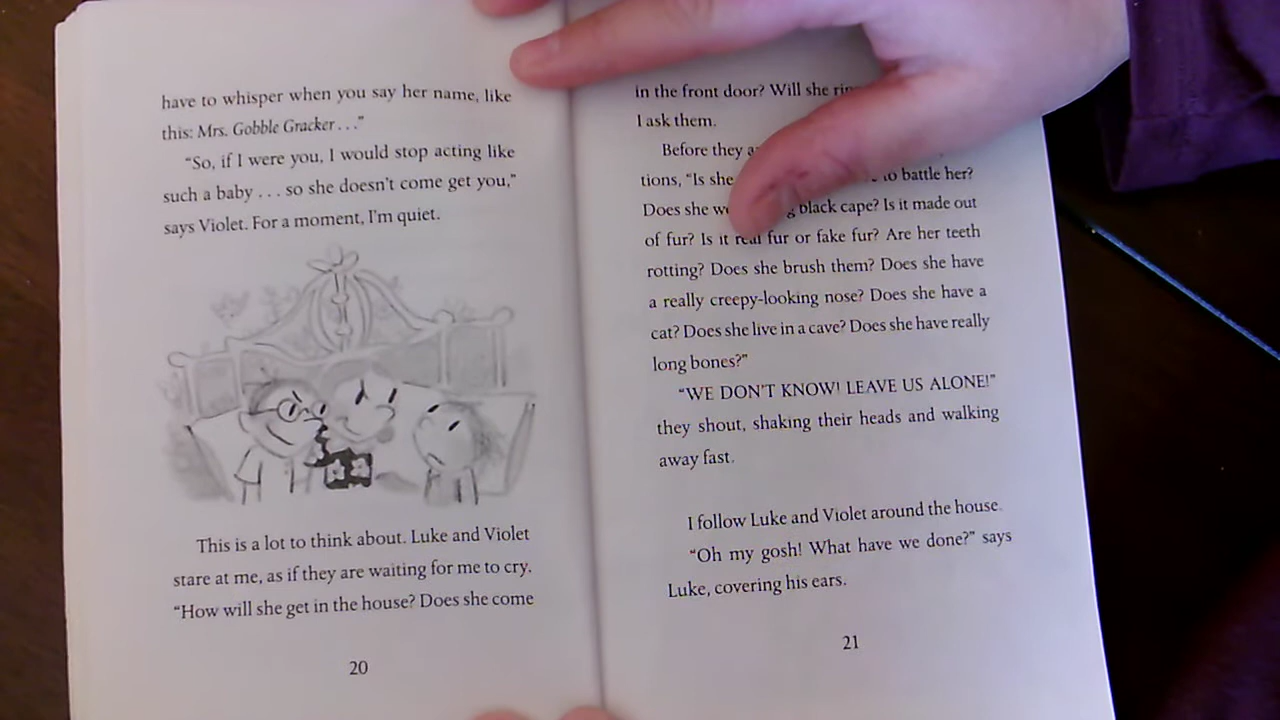 have to whisper when you say her name, like
this: Mrs. Gobble Gracker . . .”
“So, if I were you, I would stop acting like
such a baby . . . so she doesn't come get you,”
says Violet. For a moment, I'm quiet.
This is a lot to think about. Luke and Violet
stare at me, as if they are waiting for me to cry.
“How will she get in the house? Does she come
20
in the front door? Will she
I ask them.
Before they
tions, “Is she to battle her?
Does she black cape? Is it made out
of fur? Is it real fur or fake fur? Are her teeth
rotting? Does she brush them? Does she have
a really creepy-looking nose? Does she have a
cat? Does she live in a cave? Does she have really
long bones?”
“WE DON'T KNOW! LEAVE US ALONE!”
they shout, shaking their heads and walking
away fast.
I follow Luke and Violet around the house.
“Oh my gosh! What have we done?” says
Luke, covering his ears.
21